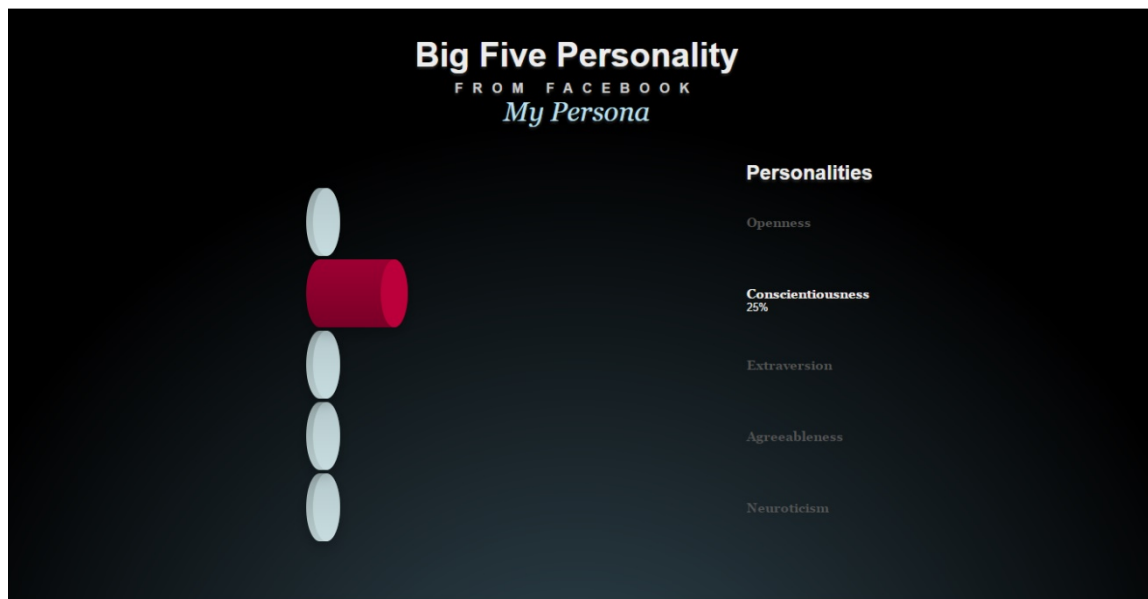 Big Five Personality
FROM FACEBOOK
My Persona
Personalities
Openness
Conscientiousness
25%
Extraversion
Agreeableness
Neuroticism